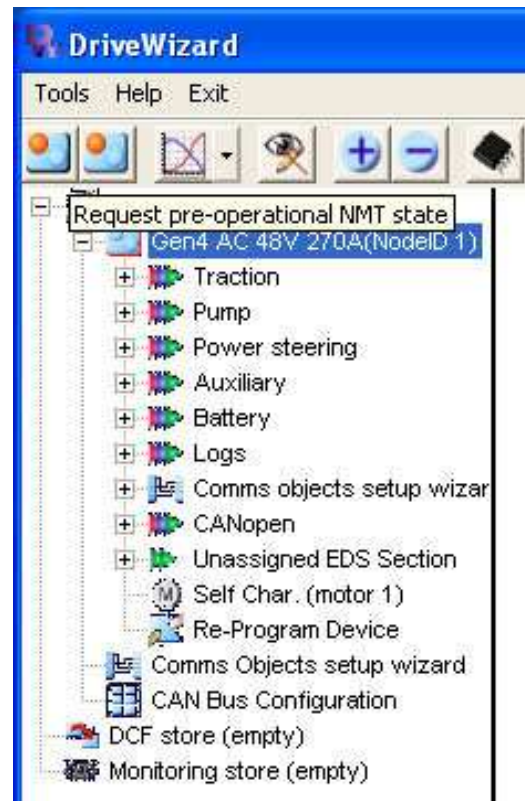 DriveWizard
Tools Help Exit
Request pre-operational NMT state
Gen4 AC 48V 270A(NodeID 1)
Traction
Pump
Power steering
Auxiliary
Battery
Logs
Comms objects setup wizar
CANopen
Unassigned EDS Section
Self Char. (motor 1)
Re-Program Device
Comms Objects setup wizard
CAN Bus Configuration
DCF store (empty)
Monitoring store (empty)